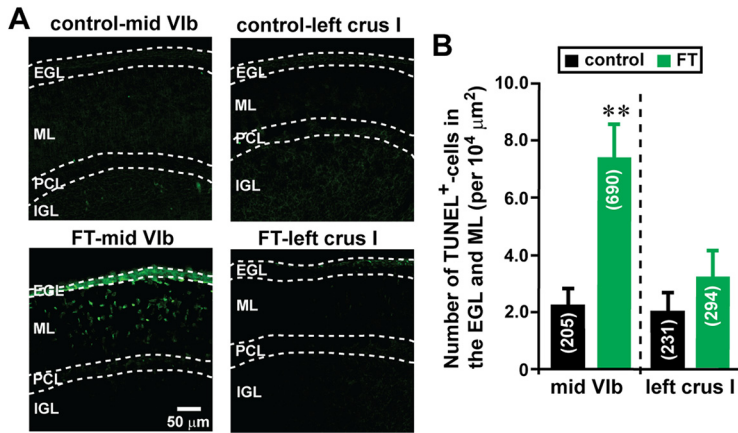 A
control-mid VIb
control-left crus I
EGL
ML
PCL
IGL
EGL
ML
PCL
IGL
FT-mid VIb
FT-left crus I
EGL
ML
PCL
IGL
50 μm
EGL
ML
PCL
IGL
B
control FT
Number of TUNEL⁺-cells in
the EGL and ML (per 10⁴ μm²)
10.0
8.0
6.0
4.0
2.0
0
**
(205)
(690)
(231)
(294)
mid VIb left crus I